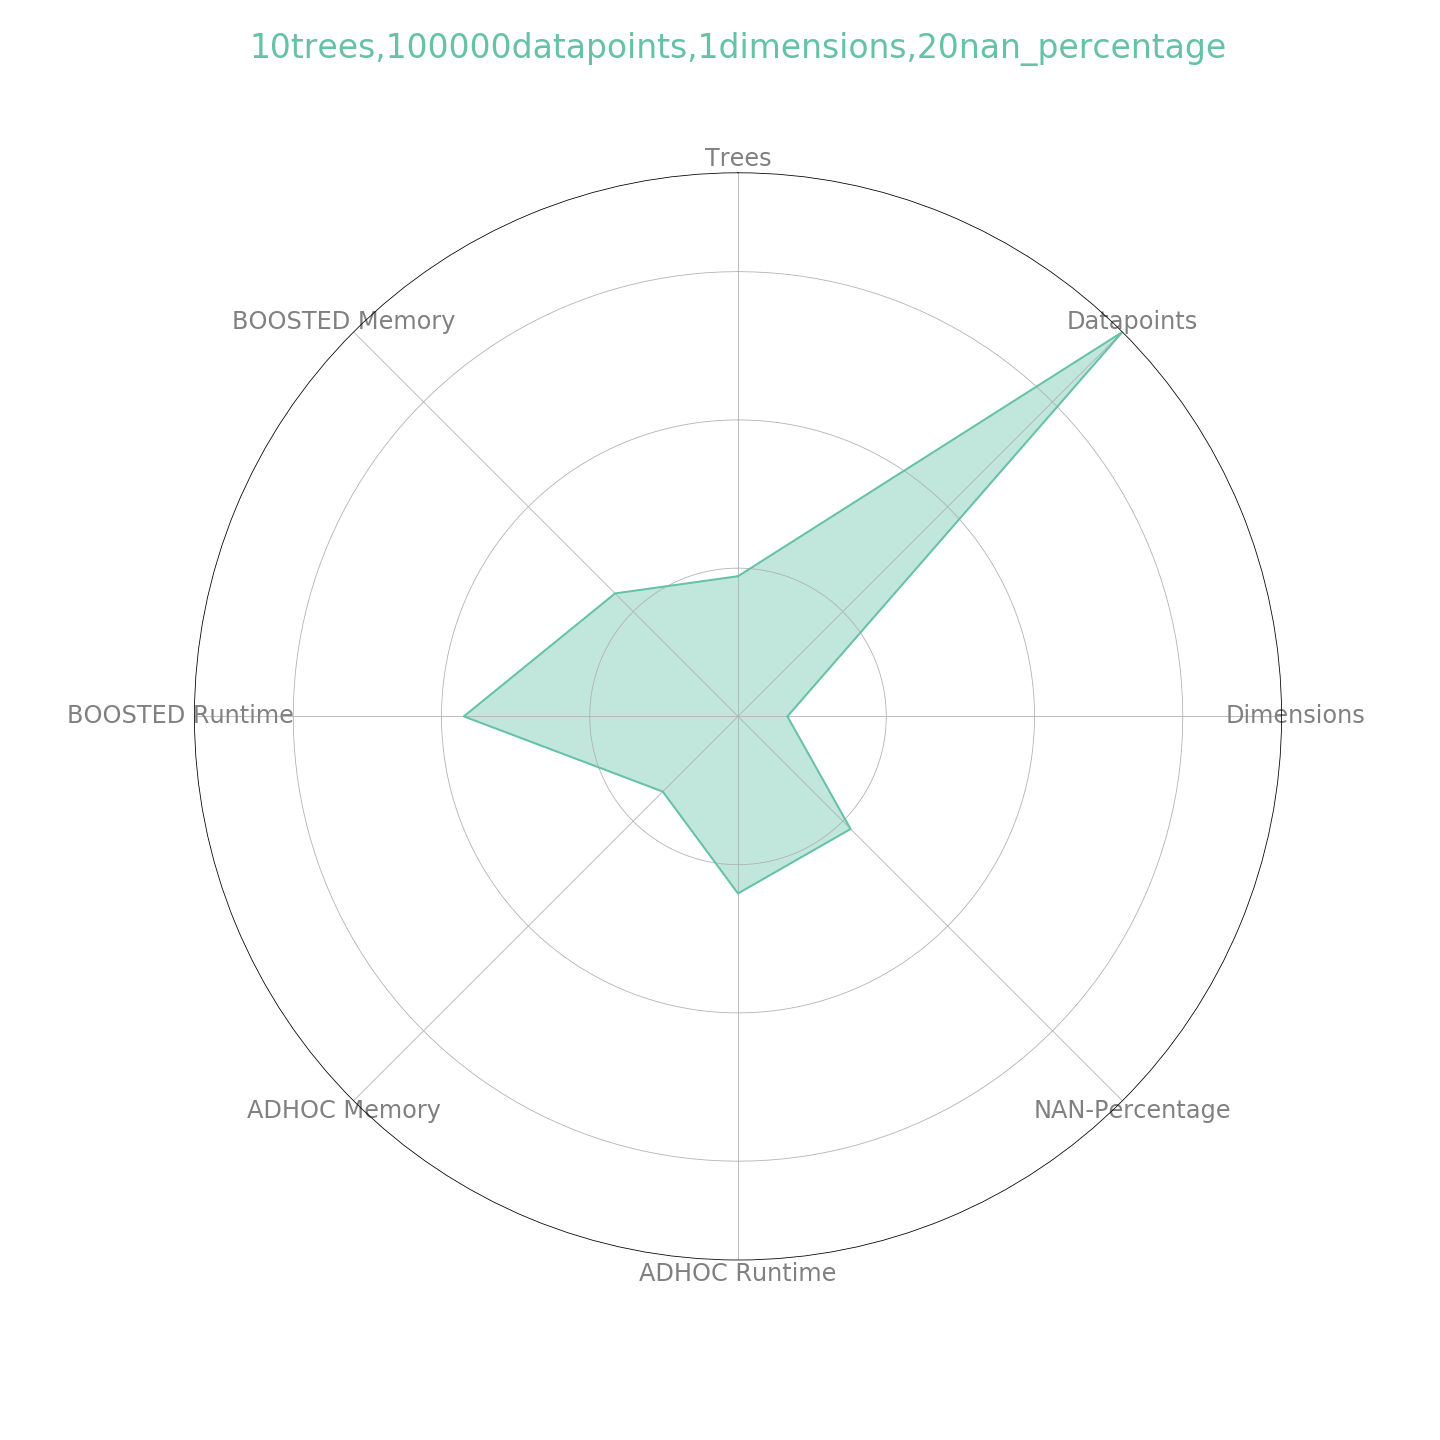 10trees,100000datapoints,1dimensions,20nan_percentage
Trees
BOOSTED Memory
Datapoints
BOOSTED Runtime
Dimensions
ADHOC Memory
NAN-Percentage
ADHOC Runtime